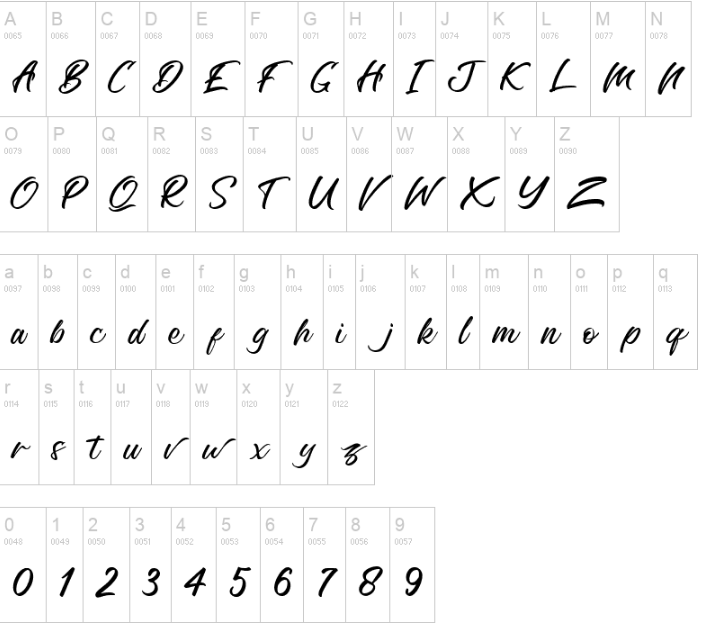 A B C D E F G H I J K L M N
0065 0066 0067 0068 0069 0070 0071 0072 0073 0074 0075 0076 0077 0078
A B C D E F G H I J K L M N
O P Q R S T U V W X Y Z
0079 0080 0081 0082 0083 0084 0085 0086 0087 0088 0089 0090
O P Q R S T U V W X Y Z
a b c d e f g h i j k l m n o p q
0097 0098 0099 0100 0101 0102 0103 0104 0105 0106 0107 0108 0109 0110 0111 0112 0113
a b c d e f g h i j k l m n o p q
r s t u v w x y z
0114 0115 0116 0117 0118 0119 0120 0121 0122
r s t u v w x y z
0 1 2 3 4 5 6 7 8 9
0048 0049 0050 0051 0052 0053 0054 0055 0056 0057
0 1 2 3 4 5 6 7 8 9